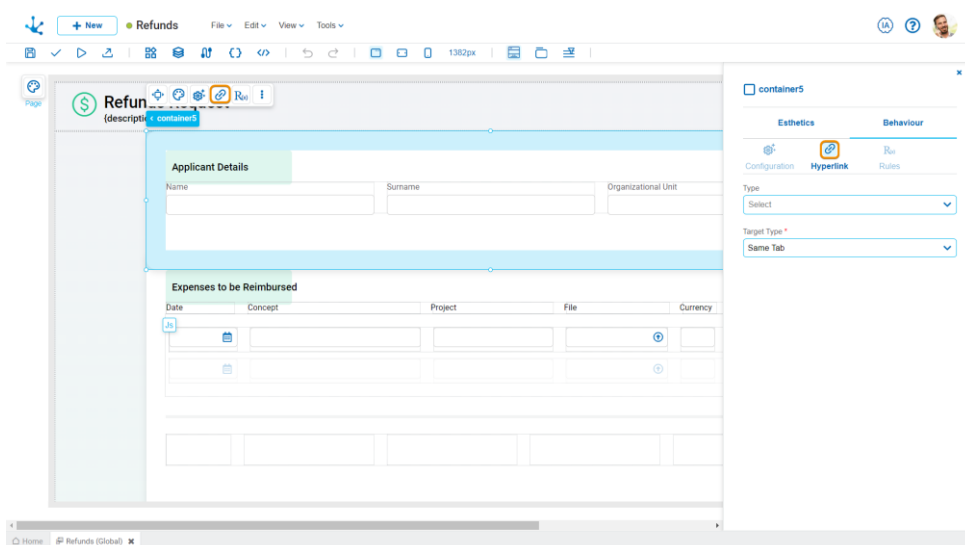 + New
Refunds
File
Edit
View
Tools
IA
?
1382px
Page
Refun
{descripti
< container5
Applicant Details
Name
Surname
Organizational Unit
Expenses to be Reimbursed
Date
Concept
Project
File
Currency
Js
container5
Esthetics
Behaviour
Configuration
Hyperlink
Rules
Type
Select
Target Type *
Same Tab
Home
Refunds (Global)